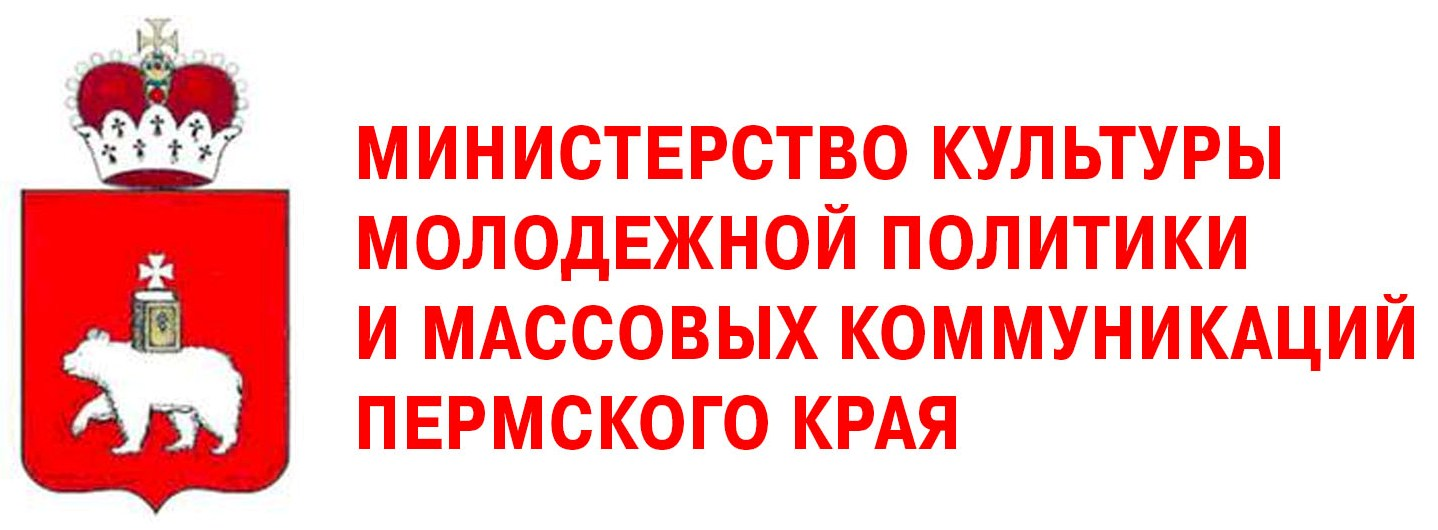 МИНИСТЕРСТВО КУЛЬТУРЫ
МОЛОДЕЖНОЙ ПОЛИТИКИ
И МАССОВЫХ КОММУНИКАЦИЙ
ПЕРМСКОГО КРАЯ